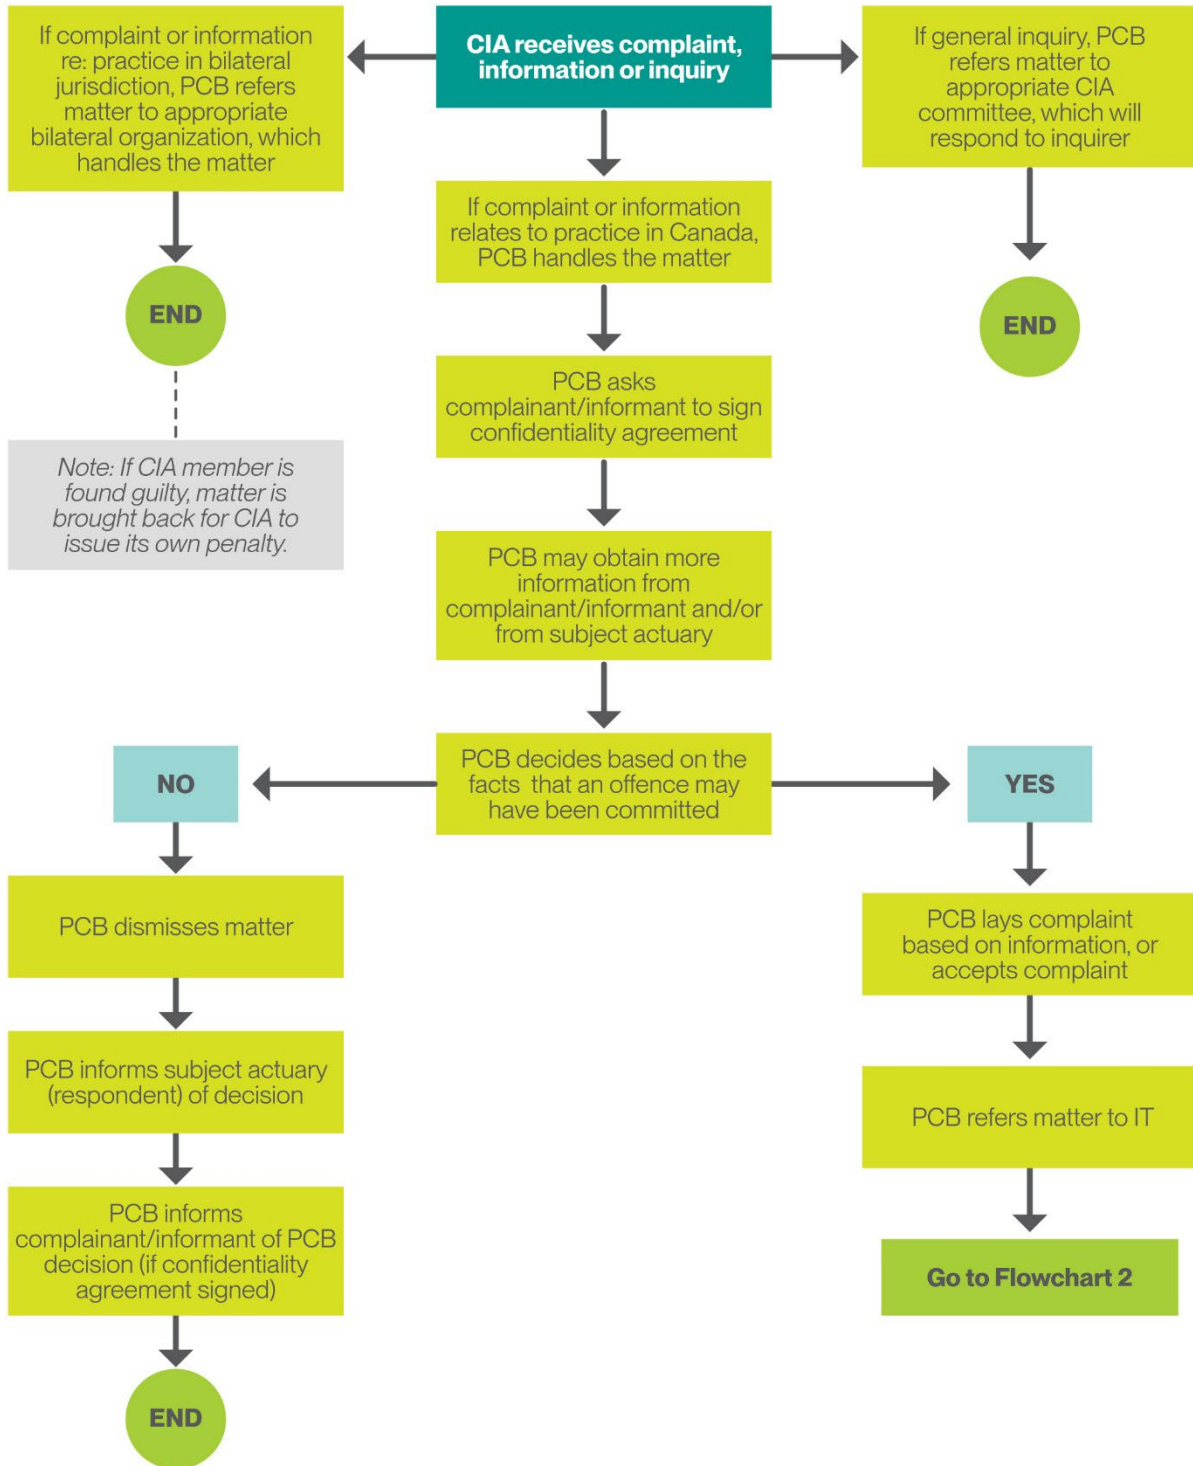 If complaint or information
re: practice in bilateral
jurisdiction, PCB refers
matter to appropriate
bilateral organization, which
handles the matter
CIA receives complaint,
information or inquiry
If general inquiry, PCB
refers matter to
appropriate CIA
committee, which will
respond to inquirer
If complaint or information
relates to practice in Canada,
PCB handles the matter
END
END
PCB asks
complainant/informant to sign
confidentiality agreement
Note: If CIA member is
found guilty, matter is
brought back for CIA to
issue its own penalty.
PCB may obtain more
information from
complainant/informant and/or
from subject actuary
NO
PCB decides based on the
facts that an offence may
have been committed
YES
PCB dismisses matter
PCB lays complaint
based on information, or
accepts complaint
PCB informs subject actuary
(respondent) of decision
PCB refers matter to IT
PCB informs
complainant/informant of PCB
decision (if confidentiality
agreement signed)
Go to Flowchart 2
END